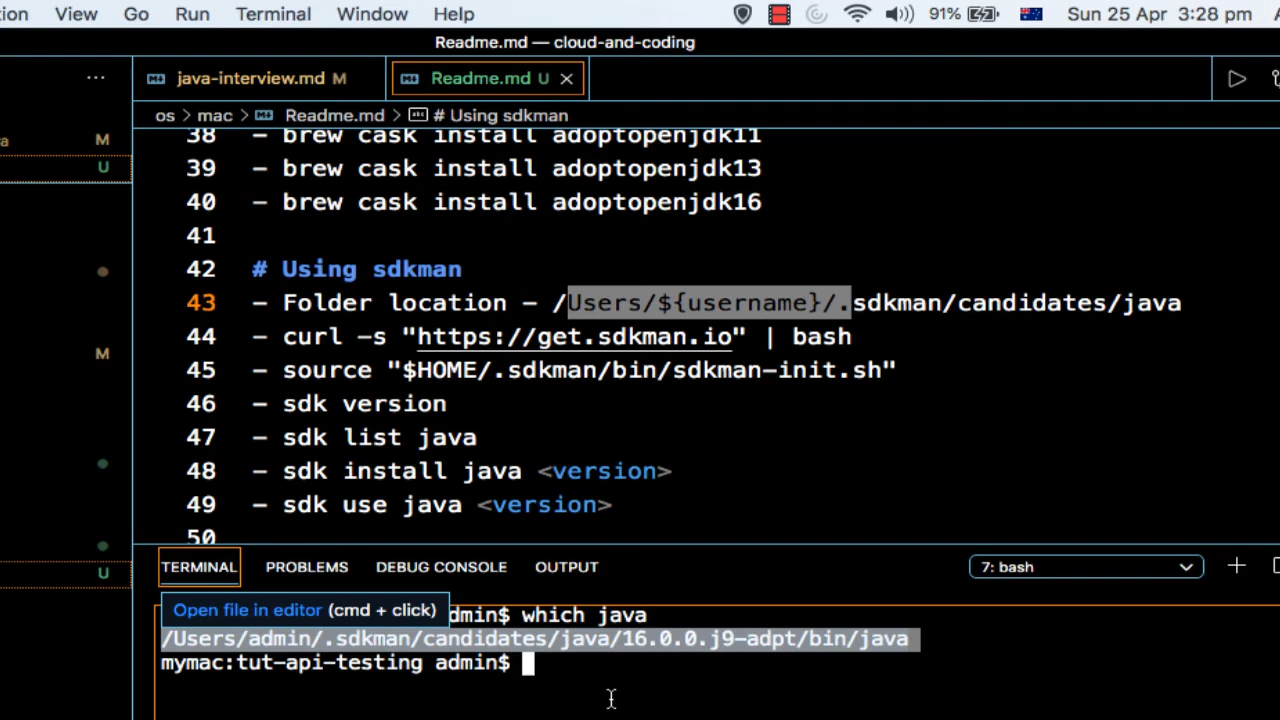 tion View Go Run Terminal Window Help 91% Sun 25 Apr 3:28 pm
Readme.md — cloud-and-coding
... java-interview.md M Readme.md U
os > mac > Readme.md > # Using sdkman
M
U
M
U
38 - brew cask install adoptopenjdk11
39 - brew cask install adoptopenjdk13
40 - brew cask install adoptopenjdk16
41
42 # Using sdkman
43 - Folder location - /Users/${username}/.sdkman/candidates/java
44 - curl -s "https://get.sdkman.io" | bash
45 - source "$HOME/.sdkman/bin/sdkman-init.sh"
46 - sdk version
47 - sdk list java
48 - sdk install java <version>
49 - sdk use java <version>
50
TERMINAL PROBLEMS DEBUG CONSOLE OUTPUT 7: bash
Open file in editor (cmd + click)
dmin$ which java
/Users/admin/.sdkman/candidates/java/16.0.0.j9-adpt/bin/java
mymac:tut-api-testing admin$